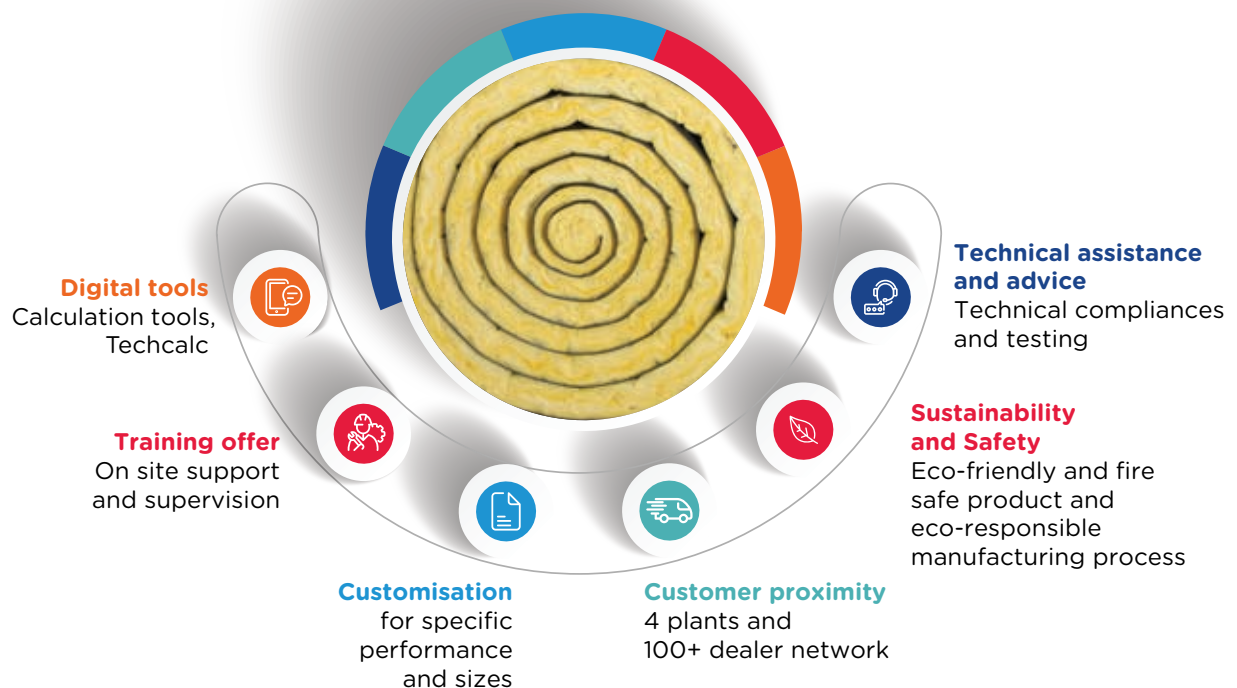 Digital tools
Calculation tools,
Techcalc
Training offer
On site support
and supervision
Customisation
for specific
performance
and sizes
Customer proximity
4 plants and
100+ dealer network
Sustainability
and Safety
Eco-friendly and fire
safe product and
eco-responsible
manufacturing process
Technical assistance
and advice
Technical compliances
and testing